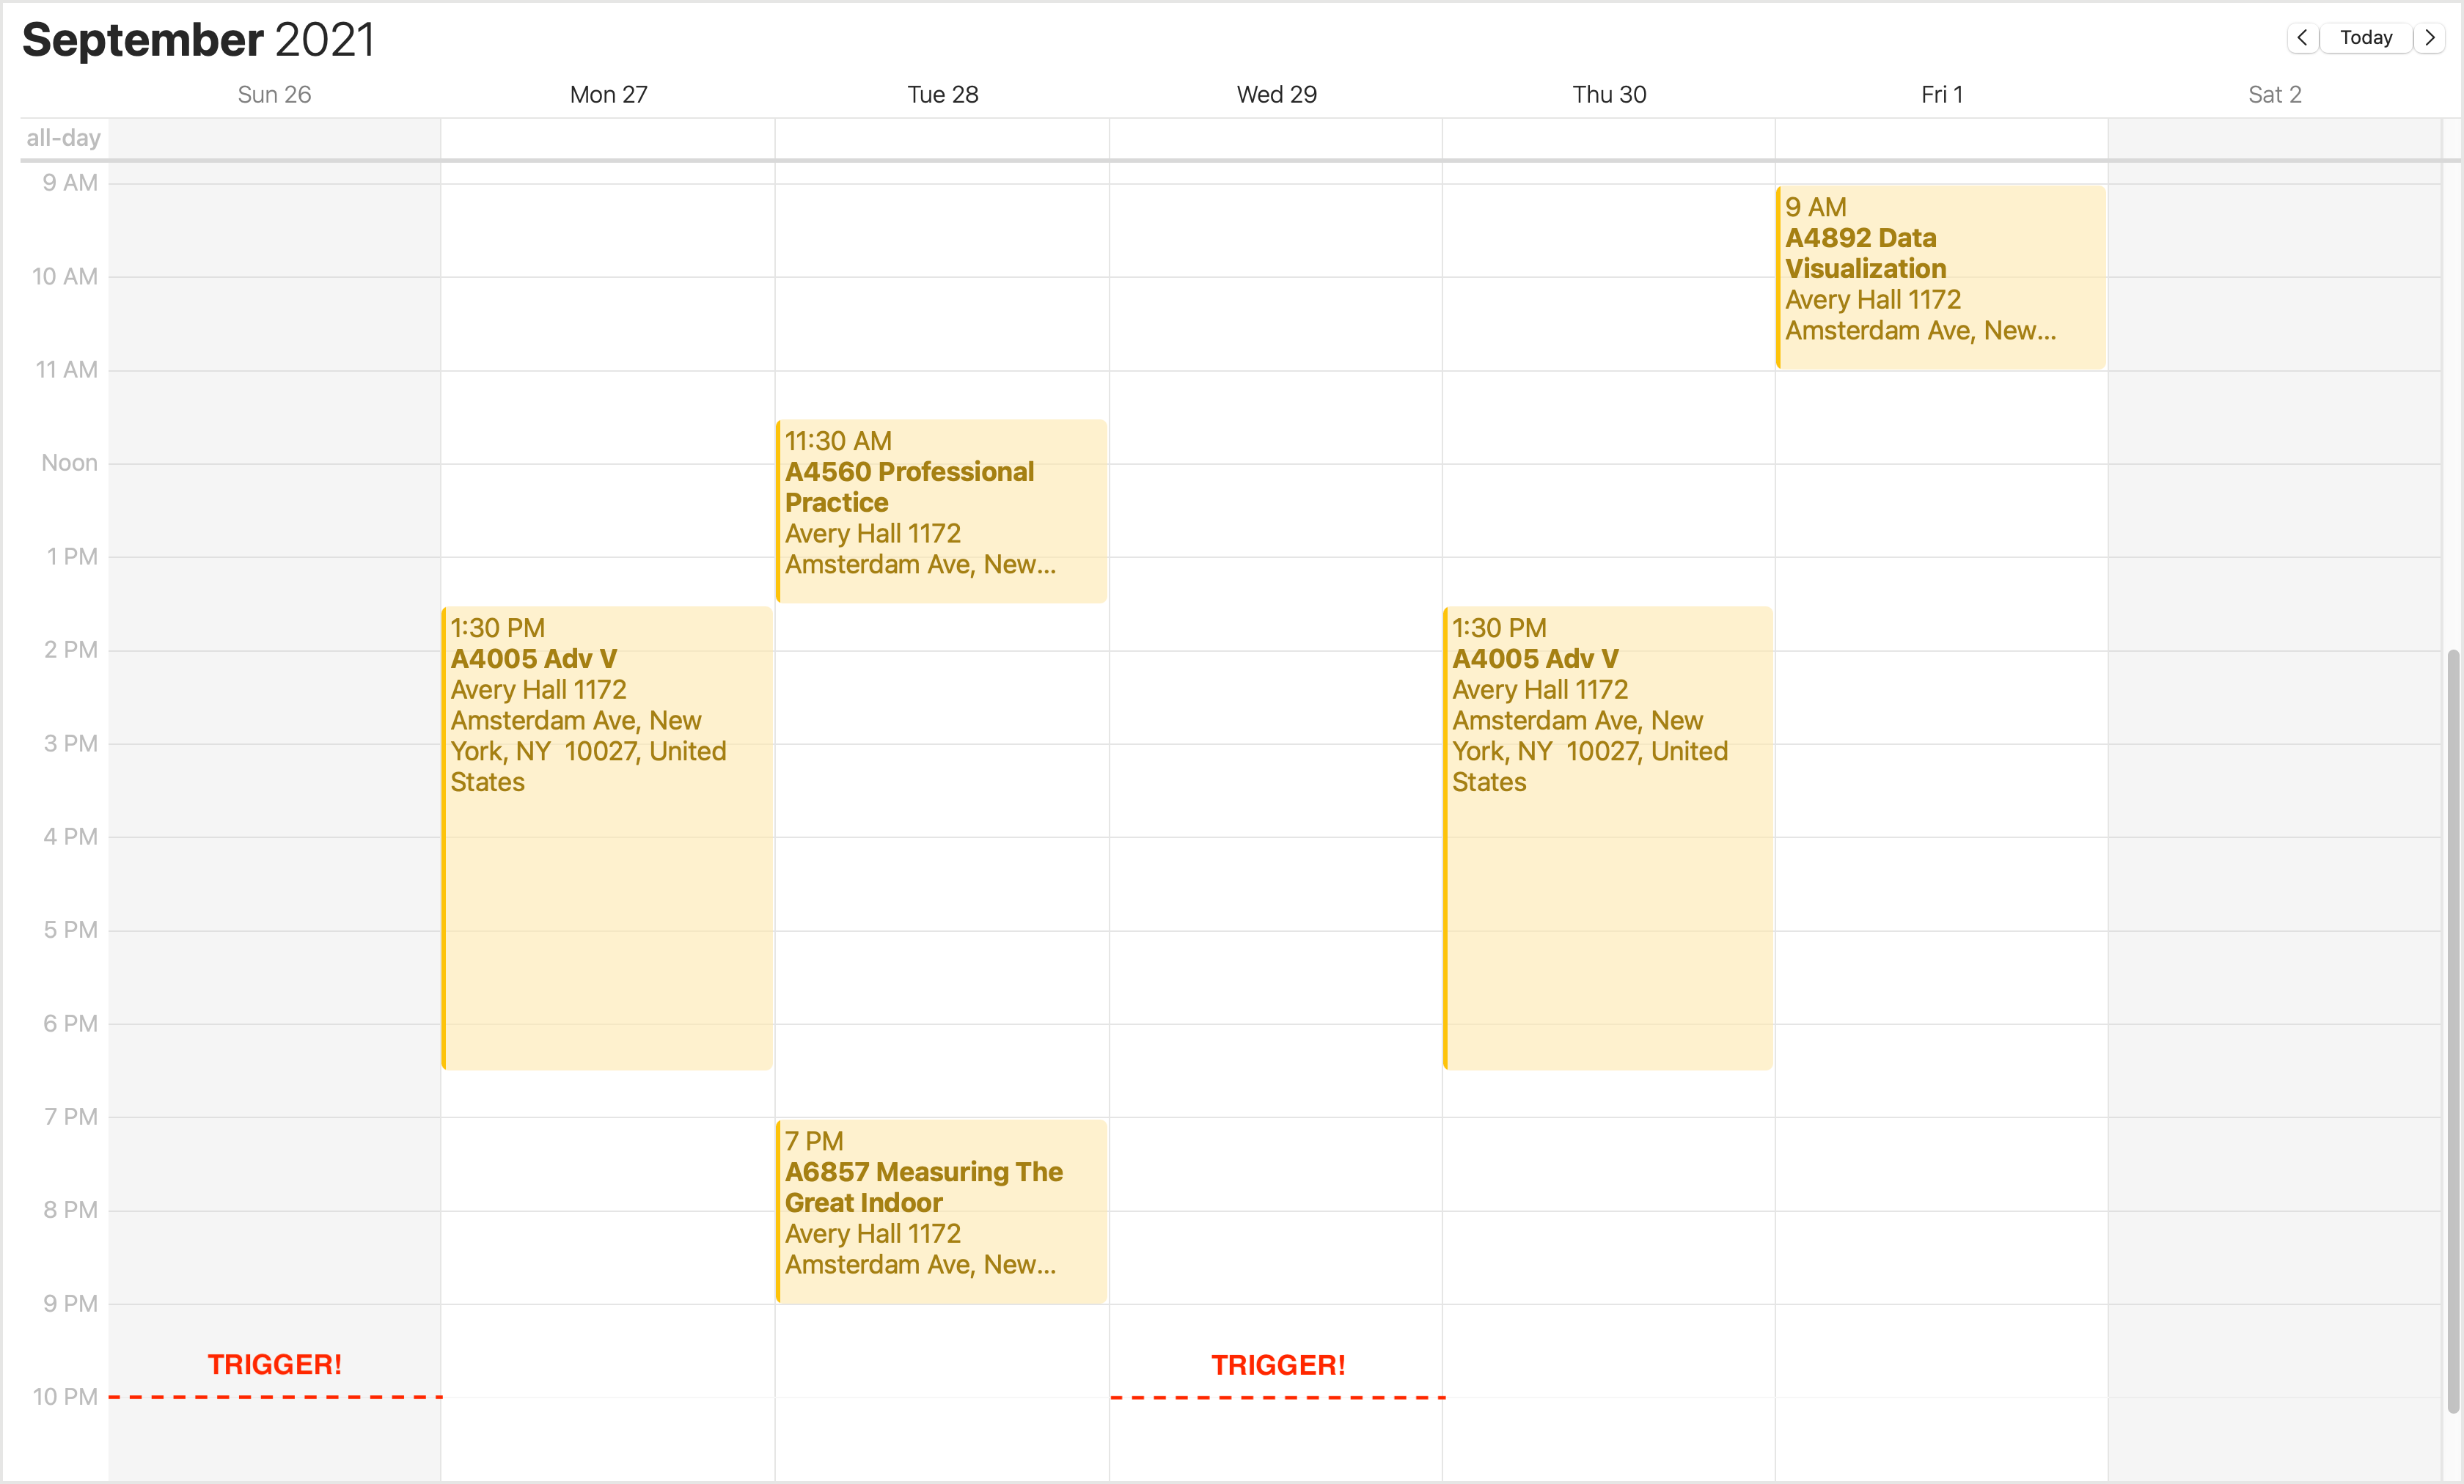 September 2021
Today
Sun 26
Mon 27
Tue 28
Wed 29
Thu 30
Fri 1
Sat 2
all-day
9 AM
10 AM
11 AM
Noon
1 PM
2 PM
3 PM
4 PM
5 PM
6 PM
7 PM
8 PM
9 PM
10 PM
TRIGGER!
1:30 PM
A4005 Adv V
Avery Hall 1172
Amsterdam Ave, New
York, NY  10027, United
States
11:30 AM
A4560 Professional
Practice
Avery Hall 1172
Amsterdam Ave, New...
7 PM
A6857 Measuring The
Great Indoor
Avery Hall 1172
Amsterdam Ave, New...
TRIGGER!
1:30 PM
A4005 Adv V
Avery Hall 1172
Amsterdam Ave, New
York, NY  10027, United
States
9 AM
A4892 Data
Visualization
Avery Hall 1172
Amsterdam Ave, New...